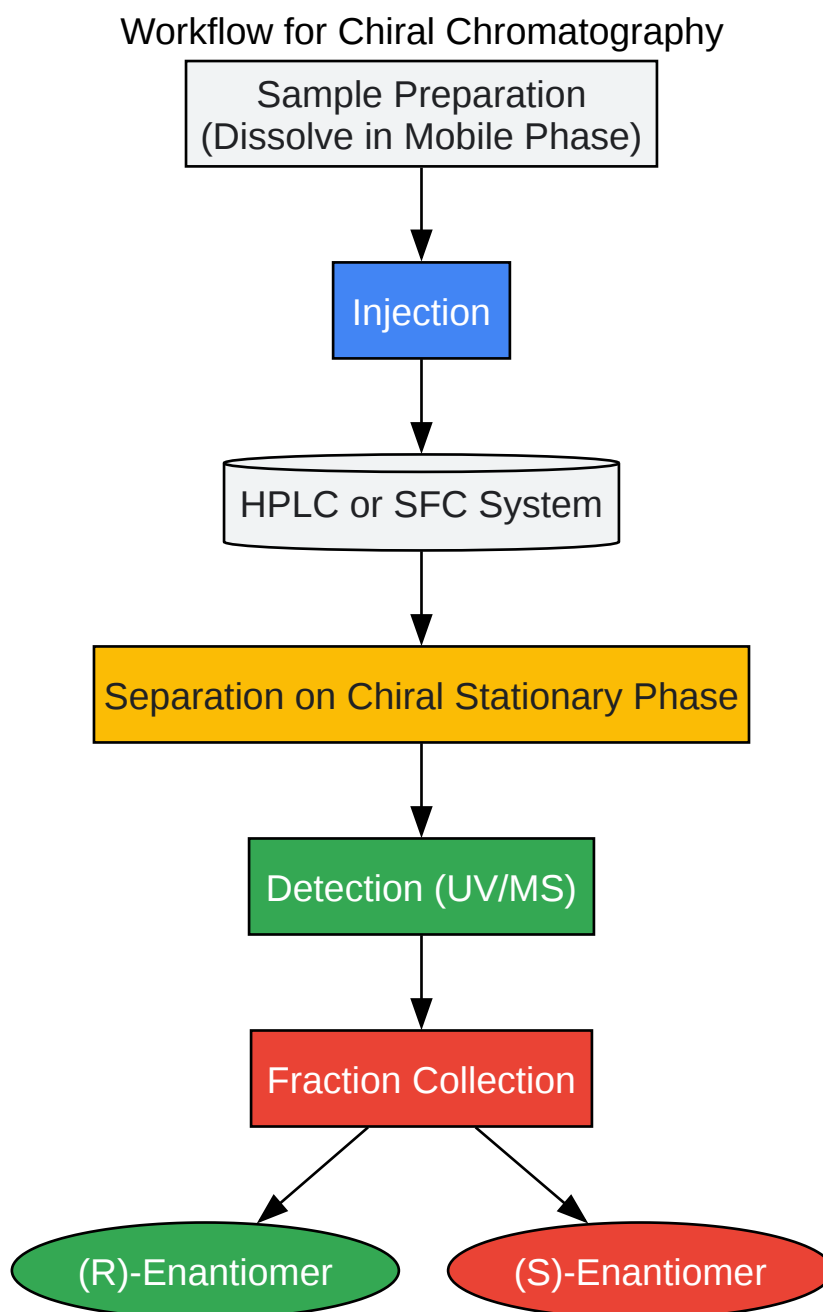 Workflow for Chiral Chromatography
Sample Preparation
(Dissolve in Mobile Phase)
Injection
HPLC or SFC System
Separation on Chiral Stationary Phase
Detection (UV/MS)
Fraction Collection
(R)-Enantiomer
(S)-Enantiomer